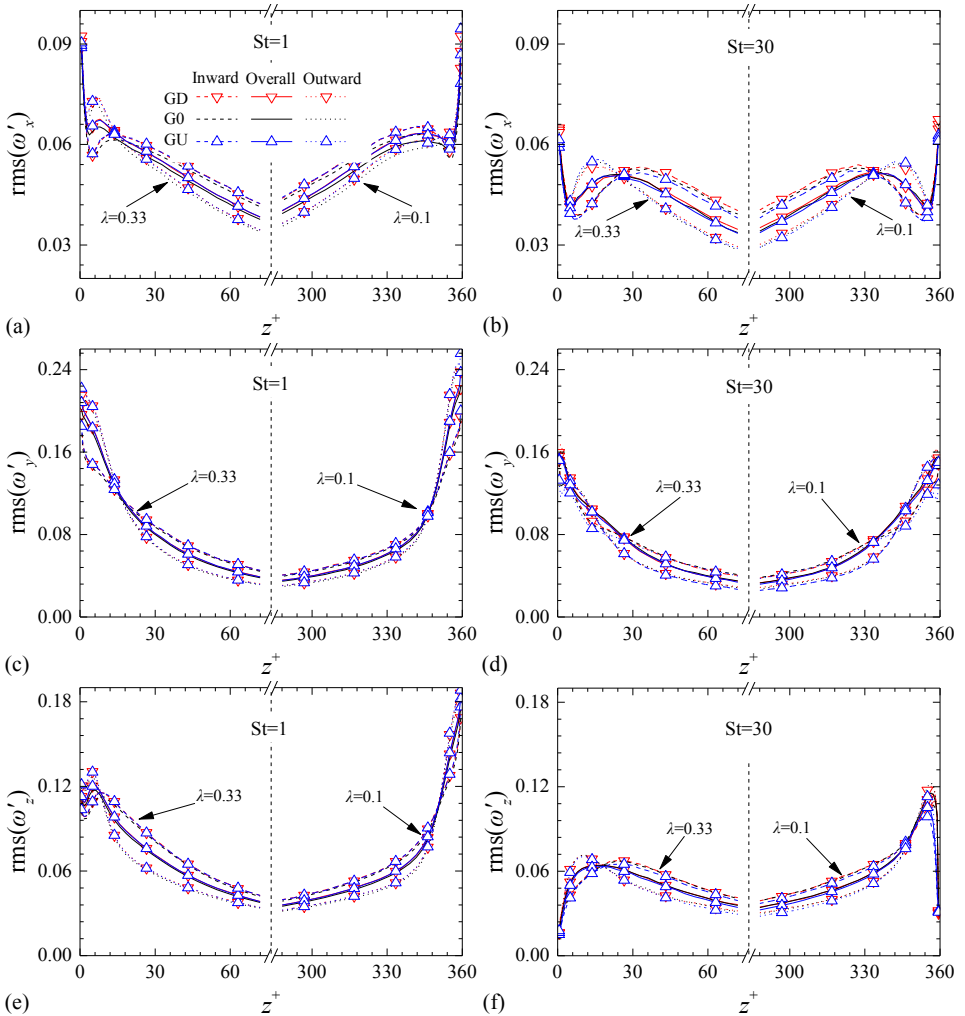 0.09
0.06
0.03
rms(ω′x)
St=1
Inward Overall Outward
GD
G0
GU
λ=0.33
λ=0.1
0 30 60 300 330 360
(a)
z+
0.09
0.06
0.03
rms(ω′x)
St=30
λ=0.33
λ=0.1
0 30 60 300 330 360
(b)
z+
0.24
0.16
0.08
0.00
rms(ω′y)
St=1
λ=0.33
λ=0.1
0 30 60 300 330 360
(c)
z+
0.24
0.16
0.08
0.00
rms(ω′y)
St=30
λ=0.33
λ=0.1
0 30 60 300 330 360
(d)
z+
0.18
0.12
0.06
0.00
rms(ω′z)
St=1
λ=0.33
λ=0.1
0 30 60 300 330 360
(e)
z+
0.18
0.12
0.06
0.00
rms(ω′z)
St=30
λ=0.33
λ=0.1
0 30 60 300 330 360
(f)
z+